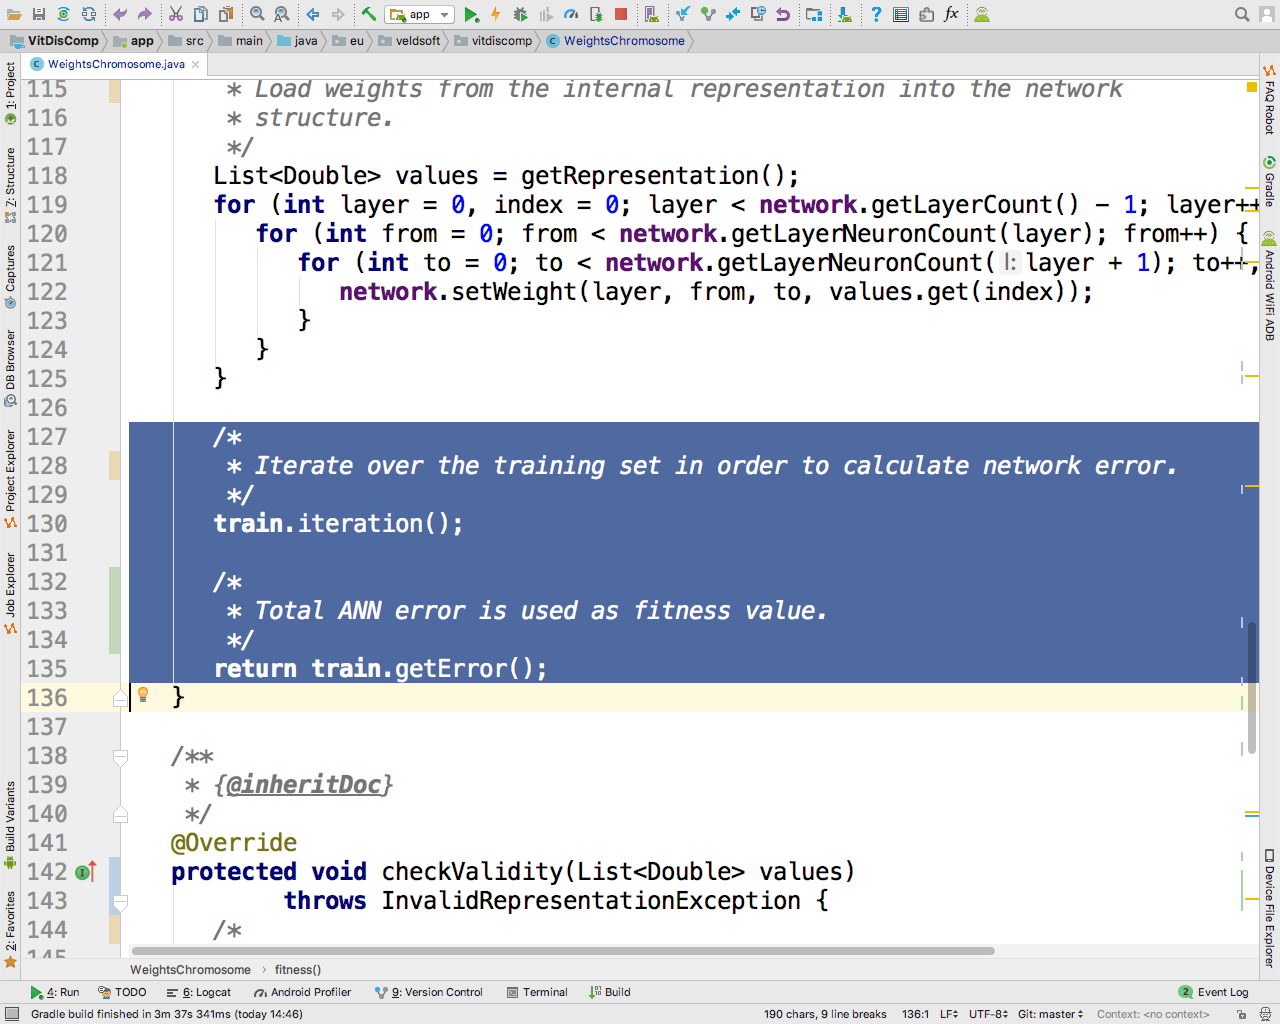 app
VitDisComp app src main java eu veldsoft vitdiscomp WeightsChromosome
WeightsChromosome.java
115 * Load weights from the internal representation into the network
116 * structure.
117 */
118 List<Double> values = getRepresentation();
119 for (int layer = 0, index = 0; layer < network.getLayerCount() - 1; layer++
120 for (int from = 0; from < network.getLayerNeuronCount(layer); from++) {
121 for (int to = 0; to < network.getLayerNeuronCount( l: layer + 1); to++,
122 network.setWeight(layer, from, to, values.get(index));
123 }
124 }
125 }
126
127 /*
128 * Iterate over the training set in order to calculate network error.
129 */
130 train.iteration();
131
132 /*
133 * Total ANN error is used as fitness value.
134 */
135 return train.getError();
136 }
137
138 /**
139 * {@inheritDoc}
140 */
141 @Override
142 protected void checkValidity(List<Double> values)
143 throws InvalidRepresentationException {
144 /*
145
1: Project
7: Structure
Captures
DB Browser
Project Explorer
Job Explorer
Build Variants
2: Favorites
FAQ Robot
Gradle
Android WiFi ADB
Device File Explorer
WeightsChromosome › fitness()
4: Run TODO 6: Logcat Android Profiler 9: Version Control Terminal Build 2 Event Log
Gradle build finished in 3m 37s 341ms (today 14:46) 190 chars, 9 line breaks 136:1 LF UTF-8 Git: master Context: <no context>